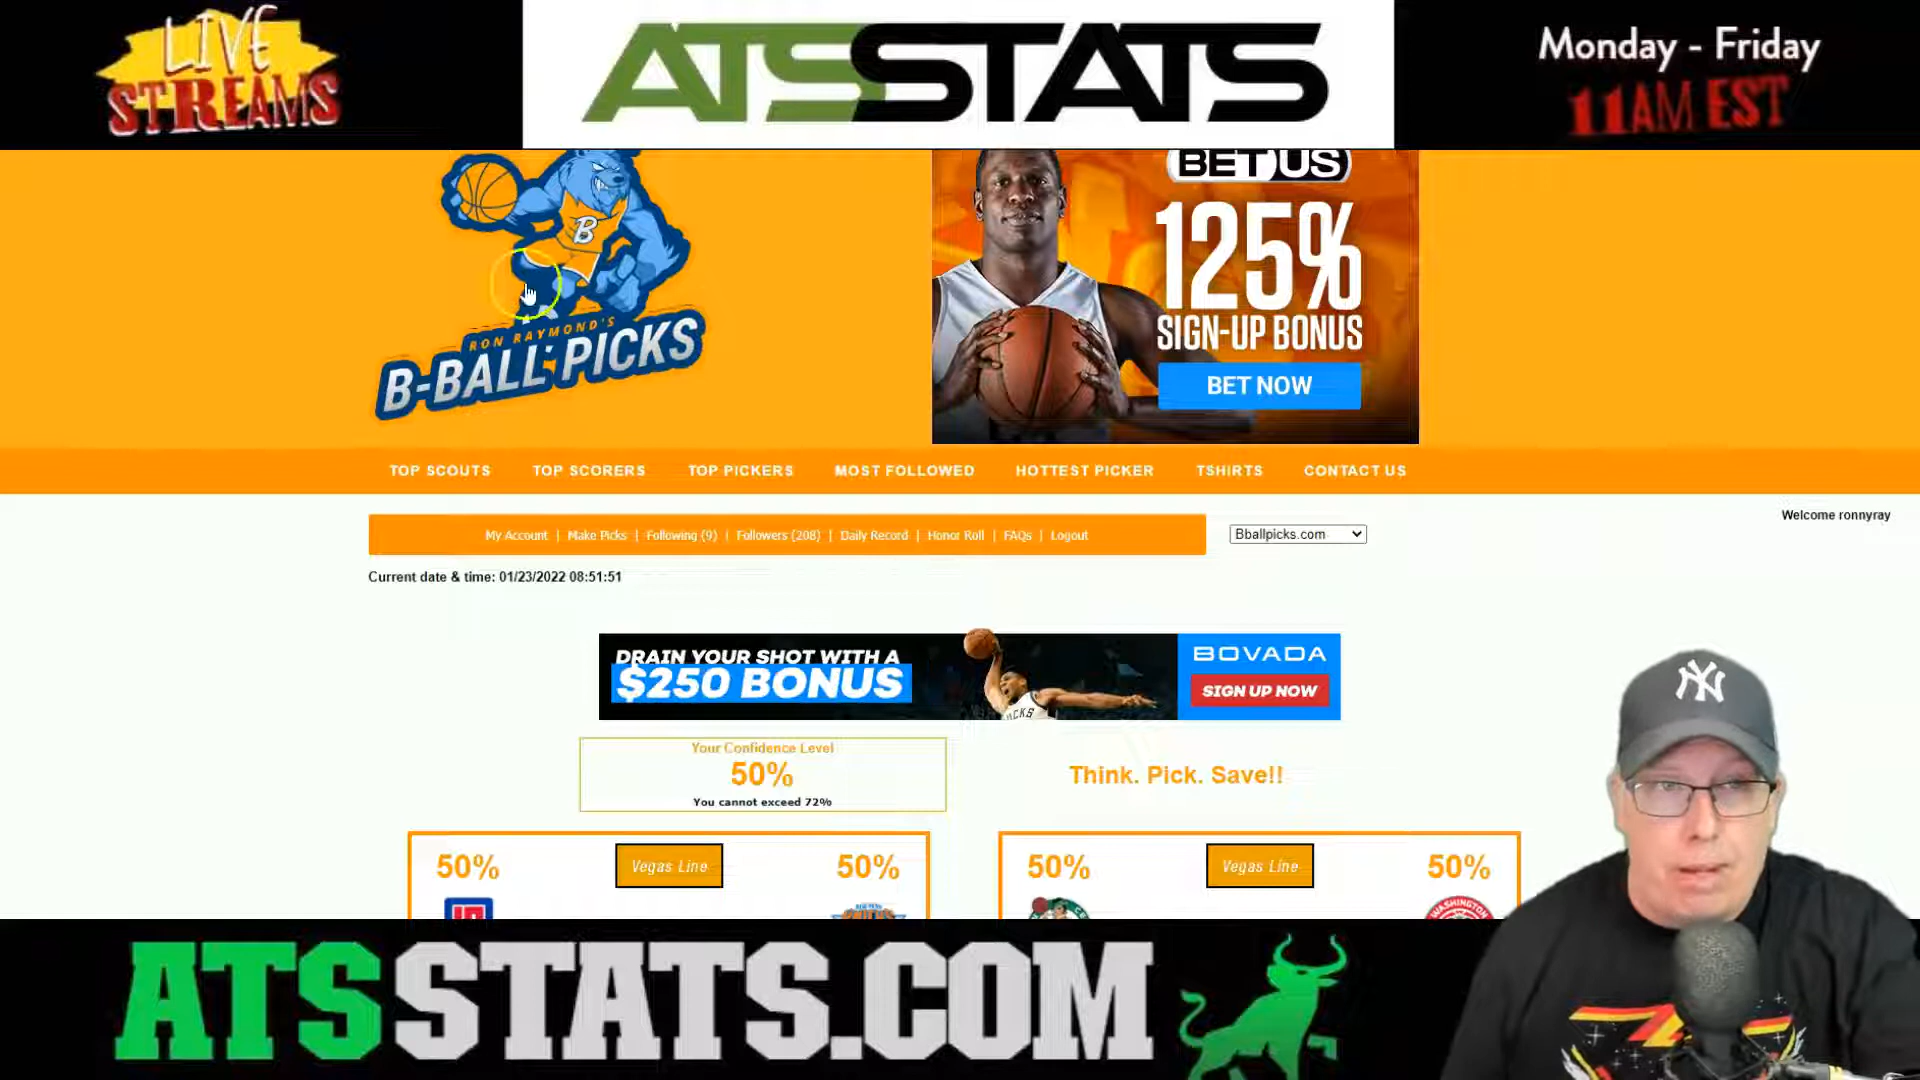 LIVE
STREAMS
ATSSTATS
Monday - Friday
11AM EST
B
RON RAYMOND'S
B-BALL PICKS
BETUS
125%
SIGN-UP BONUS
BET NOW
TOP SCOUTS TOP SCORERS TOP PICKERS MOST FOLLOWED HOTTEST PICKER TSHIRTS CONTACT US
Welcome ronnyray
My Account | Make Picks | Following (9) | Followers (208) | Daily Record | Honor Roll | FAQs | Logout
Bballpicks.com
Current date & time: 01/23/2022 08:51:51
DRAIN YOUR SHOT WITH A
$250 BONUS
BOVADA
SIGN UP NOW
Your Confidence Level
50%
You cannot exceed 72%
Think. Pick. Save!!
50% Vegas Line 50%
50% Vegas Line 50%
WASHINGTON
NY
ATSSTATS.COM